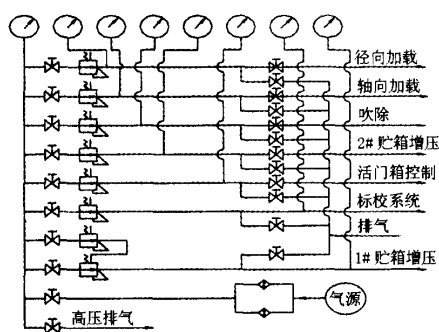 径向加载
轴向加载
吹除
2#贮箱增压
活门箱控制
标校系统
排气
1#贮箱增压
气源
高压排气